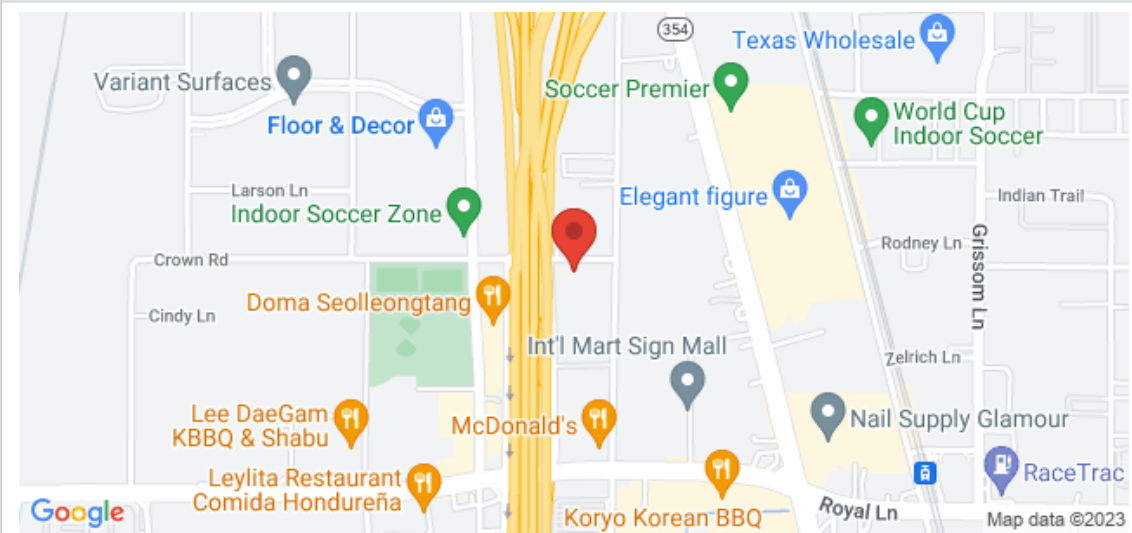 354
Texas Wholesale
Variant Surfaces
Soccer Premier
World Cup
Indoor Soccer
Floor & Decor
Larson Ln
Indoor Soccer Zone
Elegant figure
Indian Trail
Grissom Ln
Rodney Ln
Crown Rd
Doma Seolleongtang
Cindy Ln
Int'l Mart Sign Mall
Zelrich Ln
Lee DaeGam
KBBQ & Shabu
McDonald's
Nail Supply Glamour
Leylita Restaurant
Comida Hondureña
RaceTrac
Koryo Korean BBQ
Royal Ln
Google
Map data ©2023